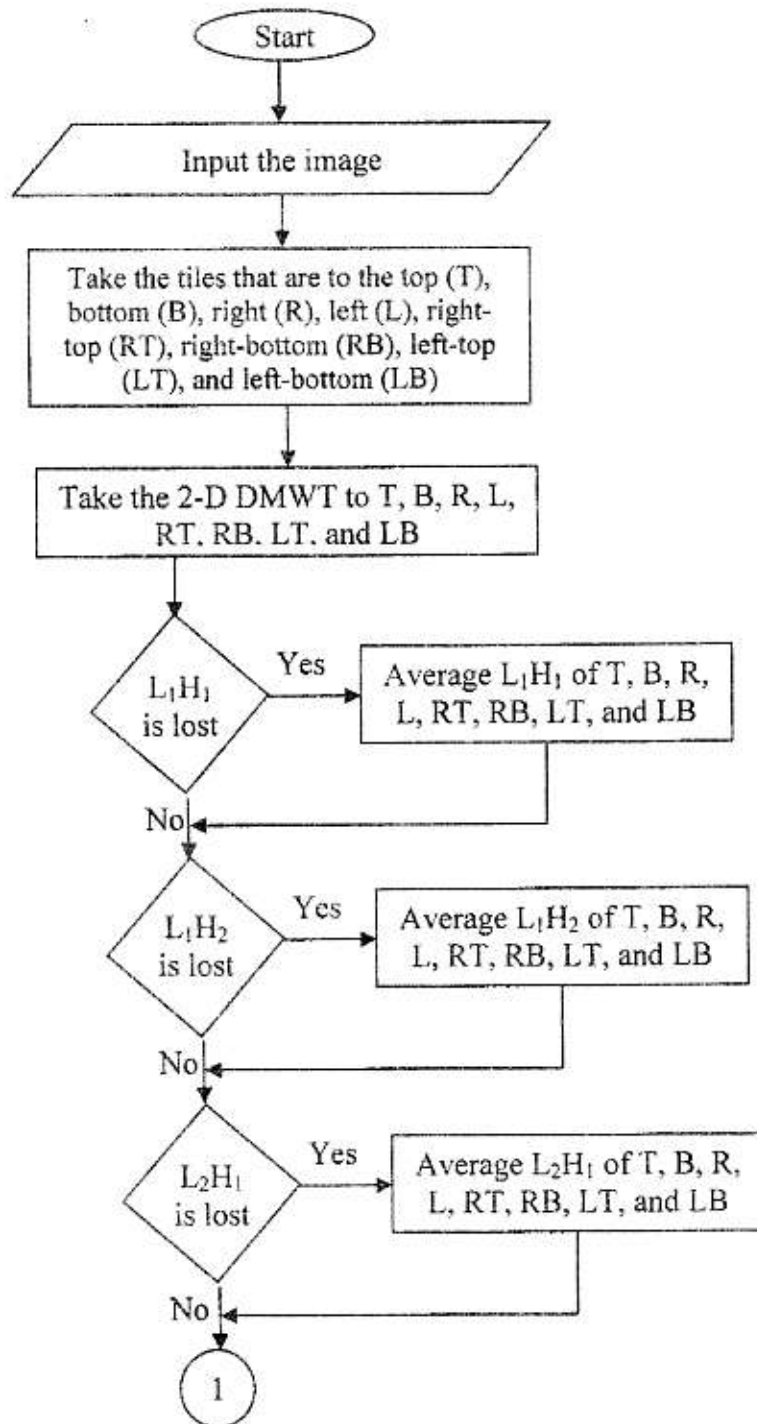 Start
Input the image
Take the tiles that are to the top (T),
bottom (B), right (R), left (L), right-
top (RT), right-bottom (RB), left-top
(LT), and left-bottom (LB)
Take the 2-D DMWT to T, B, R, L,
RT, RB, LT, and LB
L₁H₁
is lost
Yes
Average L₁H₁ of T, B, R,
L, RT, RB, LT, and LB
No
L₁H₂
is lost
Yes
Average L₁H₂ of T, B, R,
L, RT, RB, LT, and LB
No
L₂H₁
is lost
Yes
Average L₂H₁ of T, B, R,
L, RT, RB, LT, and LB
No
1